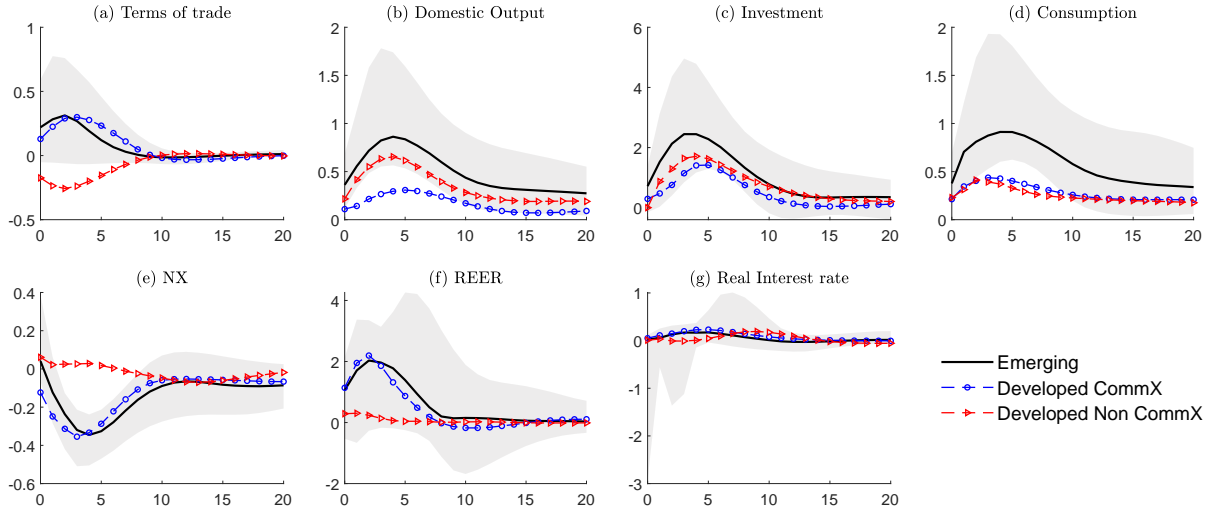 (a) Terms of trade
1
0.5
0
-0.5
0 5 10 15 20
(b) Domestic Output
2
1.5
1
0.5
0
0 5 10 15 20
(c) Investment
6
4
2
0
0 5 10 15 20
(d) Consumption
2
1.5
1
0.5
0
0 5 10 15 20
(e) NX
0.4
0.2
0
-0.2
-0.4
-0.6
0 5 10 15 20
(f) REER
4
2
0
-2
0 5 10 15 20
(g) Real Interest rate
1
0
-1
-2
-3
0 5 10 15 20
Emerging
Developed CommX
Developed Non CommX